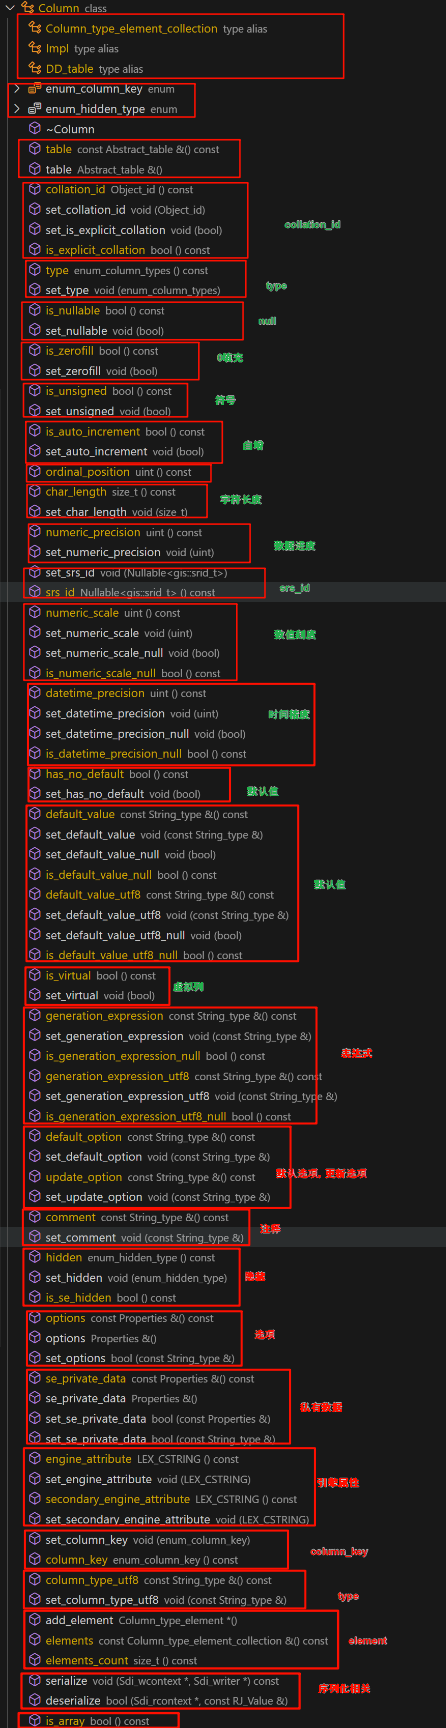 Column class
Column_type_element_collection type alias
Impl type alias
DD_table type alias
enum_column_key enum
enum_hidden_type enum
~Column
table const Abstract_table &() const
table Abstract_table &()
collation_id Object_id () const
set_collation_id void (Object_id)
set_is_explicit_collation void (bool)
collation_id
is_explicit_collation bool () const
type enum_column_types () const
set_type void (enum_column_types)
type
is_nullable bool () const
set_nullable void (bool)
null
is_zerofill bool () const
set_zerofill void (bool)
0填充
is_unsigned bool () const
set_unsigned void (bool)
符号
is_auto_increment bool () const
set_auto_increment void (bool)
自增
ordinal_position uint () const
char_length size_t () const
set_char_length void (size_t)
字符长度
numeric_precision uint () const
set_numeric_precision void (uint)
数据进度
set_srs_id void (Nullable<gis::srid_t>)
srs_id Nullable<gis::srid_t> () const
srs_id
numeric_scale uint () const
set_numeric_scale void (uint)
数值刻度
set_numeric_scale_null void (bool)
is_numeric_scale_null bool () const
datetime_precision uint () const
set_datetime_precision void (uint)
时间精度
set_datetime_precision_null void (bool)
is_datetime_precision_null bool () const
has_no_default bool () const
set_has_no_default void (bool)
默认值
default_value const String_type &() const
set_default_value void (const String_type &)
set_default_value_null void (bool)
is_default_value_null bool () const
默认值
default_value_utf8 const String_type &() const
set_default_value_utf8 void (const String_type &)
set_default_value_utf8_null void (bool)
is_default_value_utf8_null bool () const
is_virtual bool () const
set_virtual void (bool)
虚拟列
generation_expression const String_type &() const
set_generation_expression void (const String_type &)
is_generation_expression_null bool () const
表达式
generation_expression_utf8 const String_type &() const
set_generation_expression_utf8 void (const String_type &)
is_generation_expression_utf8_null bool () const
default_option const String_type &() const
set_default_option void (const String_type &)
update_option const String_type &() const
默认选项, 更新选项
set_update_option void (const String_type &)
comment const String_type &() const
set_comment void (const String_type &)
注释
hidden enum_hidden_type () const
set_hidden void (enum_hidden_type)
隐藏
is_se_hidden bool () const
options const Properties &() const
options Properties &()
选项
set_options bool (const String_type &)
se_private_data const Properties &() const
se_private_data Properties &()
私有数据
set_se_private_data bool (const Properties &)
set_se_private_data bool (const String_type &)
engine_attribute LEX_CSTRING () const
set_engine_attribute void (LEX_CSTRING)
引擎属性
secondary_engine_attribute LEX_CSTRING () const
set_secondary_engine_attribute void (LEX_CSTRING)
set_column_key void (enum_column_key)
column_key
column_key enum_column_key () const
column_type_utf8 const String_type &() const
set_column_type_utf8 void (const String_type &)
type
add_element Column_type_element *()
elements const Column_type_element_collection &() const
element
elements_count size_t () const
serialize void (Sdi_wcontext *, Sdi_writer *) const
序列化相关
deserialize bool (Sdi_rcontext *, const RJ_Value &)
is_array bool () const